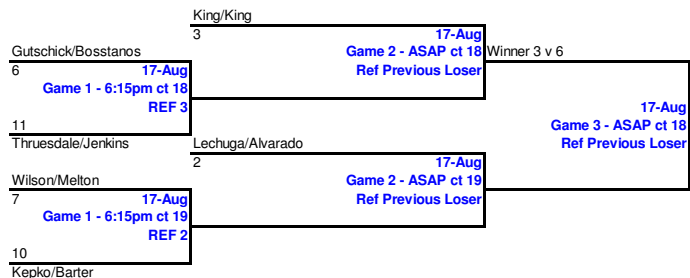 King/King
3
17-Aug
Game 2 - ASAP ct 18
Ref Previous Loser
Winner 3 v 6
Gutschick/Bosstanos
6
17-Aug
Game 1 - 6:15pm ct 18
REF 3
11
Thruesdale/Jenkins
17-Aug
Game 3 - ASAP ct 18
Ref Previous Loser
Lechuga/Alvarado
2
17-Aug
Game 2 - ASAP ct 19
Ref Previous Loser
Wilson/Melton
7
17-Aug
Game 1 - 6:15pm ct 19
REF 2
10
Kepko/Barter